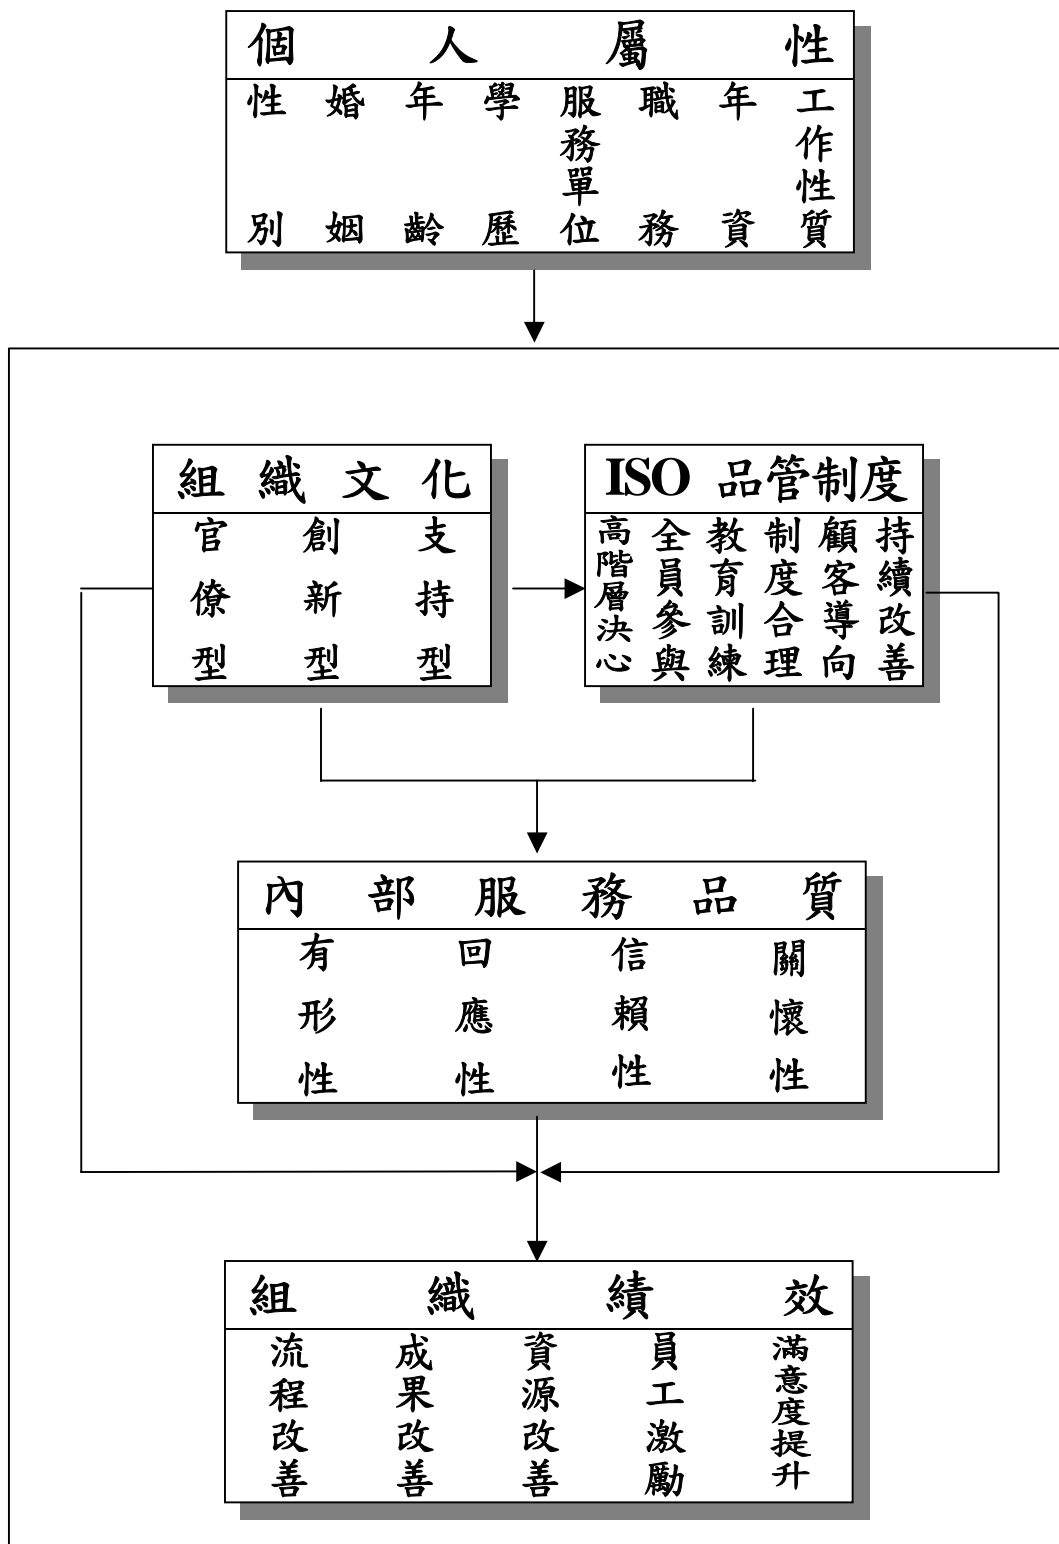 個人屬性
性別
婚姻
年齡
學歷
服務單位
職務
年資
工作性質
組織文化
官僚型
創新型
支持型
ISO 品管制度
高階層決心
全員參與
教育訓練
制度合理
顧客導向
持續改善
內部服務品質
有形性
回應性
信賴性
關懷性
組織績效
流程改善
成果改善
資源改善
員工激勵
滿意度提升